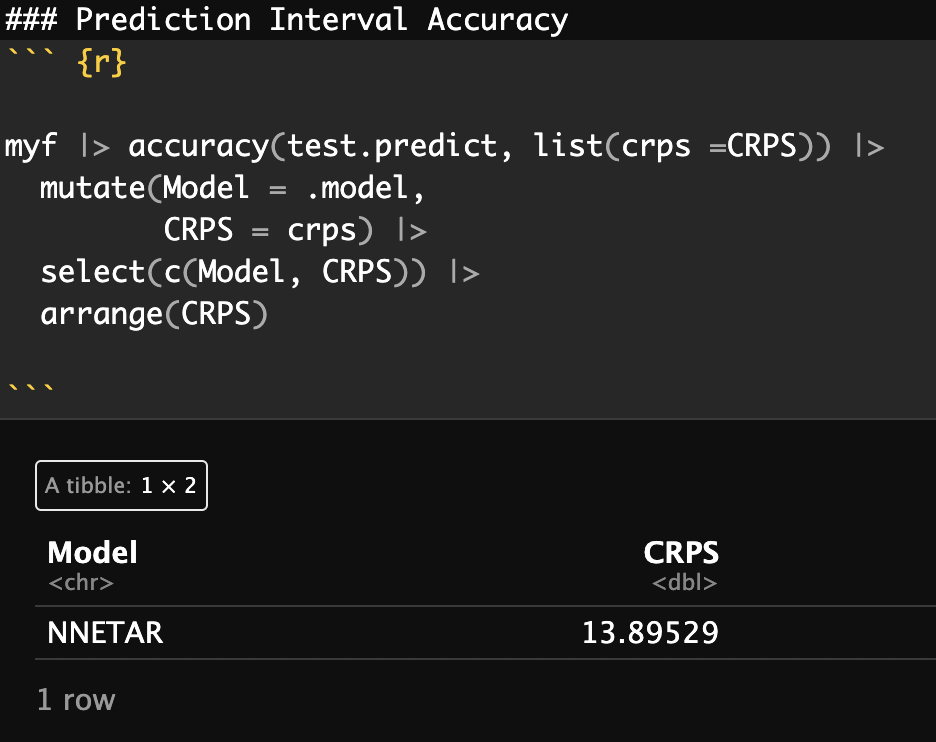 ### Prediction Interval Accuracy
``` {r}
myf |> accuracy(test.predict, list(crps =CRPS)) |>
  mutate(Model = .model,
         CRPS = crps) |>
  select(c(Model, CRPS)) |>
  arrange(CRPS)
```
A tibble: 1 × 2
Model CRPS
<chr> <dbl>
NNETAR 13.89529
1 row